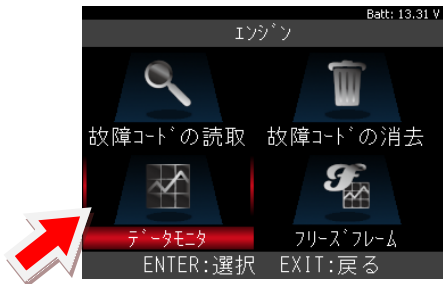 Batt: 13.31 V
ｴﾝｼﾞﾝ
故障ｺｰﾄﾞの読取 故障ｺｰﾄﾞの消去
ﾃﾞｰﾀﾓﾆﾀ ﾌﾘｰｽﾞﾌﾚｰﾑ
ENTER:選択 EXIT:戻る